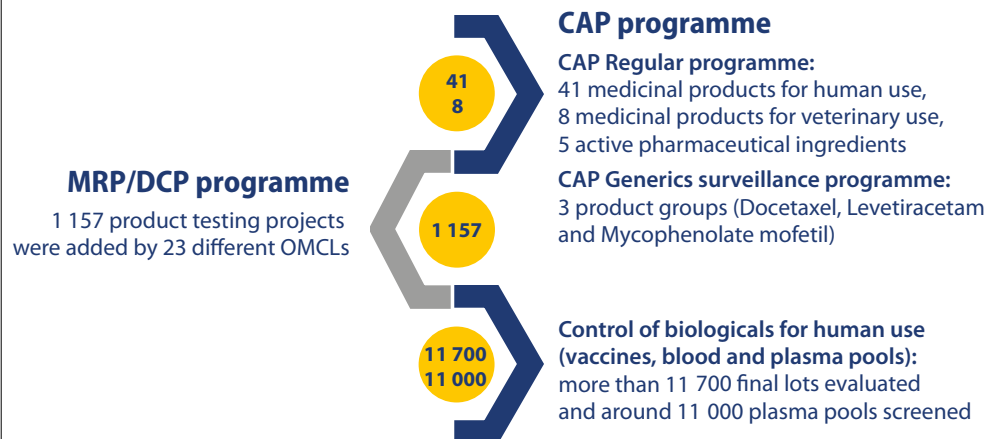 CAP programme
CAP Regular programme:
41 medicinal products for human use,
8 medicinal products for veterinary use,
5 active pharmaceutical ingredients
CAP Generics surveillance programme:
3 product groups (Docetaxel, Levetiracetam
and Mycophenolate mofetil)
41
8
MRP/DCP programme
1 157 product testing projects
were added by 23 different OMCLs
1 157
11 700
11 000
Control of biologicals for human use
(vaccines, blood and plasma pools):
more than 11 700 final lots evaluated
and around 11 000 plasma pools screened